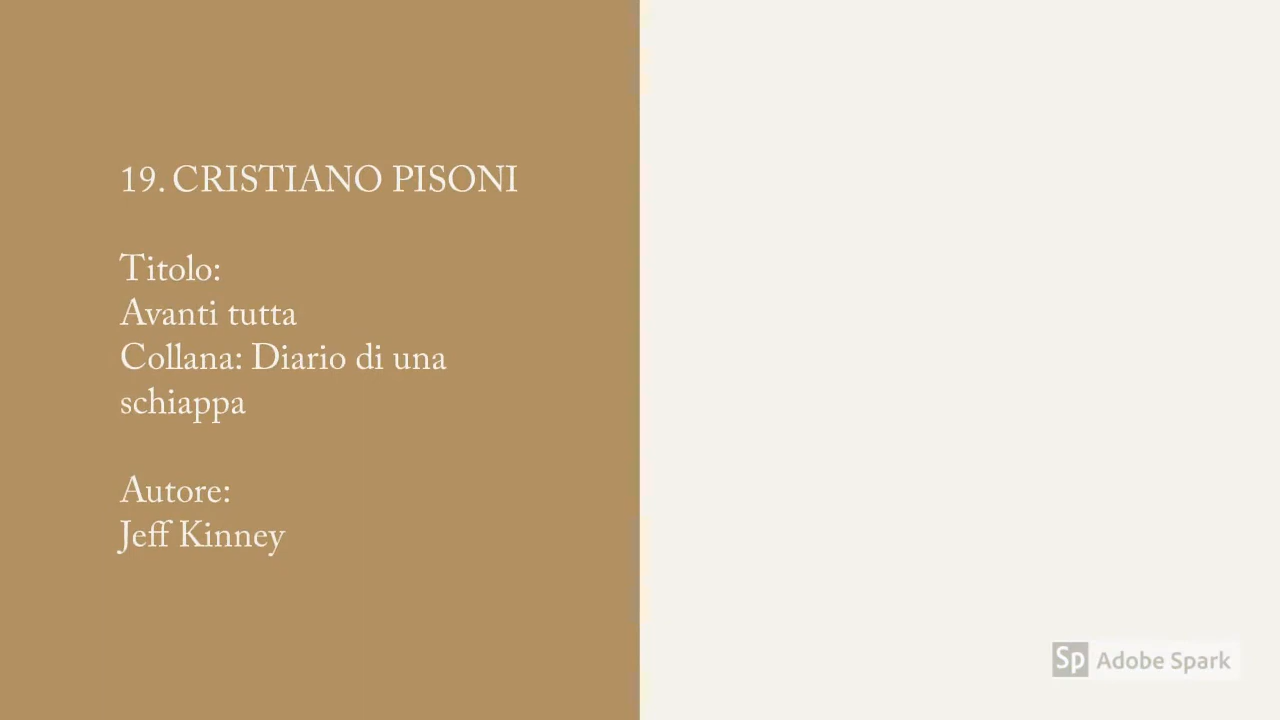 19. CRISTIANO PISONI
Titolo:
Avanti tutta
Collana: Diario di una
schiappa
Autore:
Jeff Kinney
Sp Adobe Spark